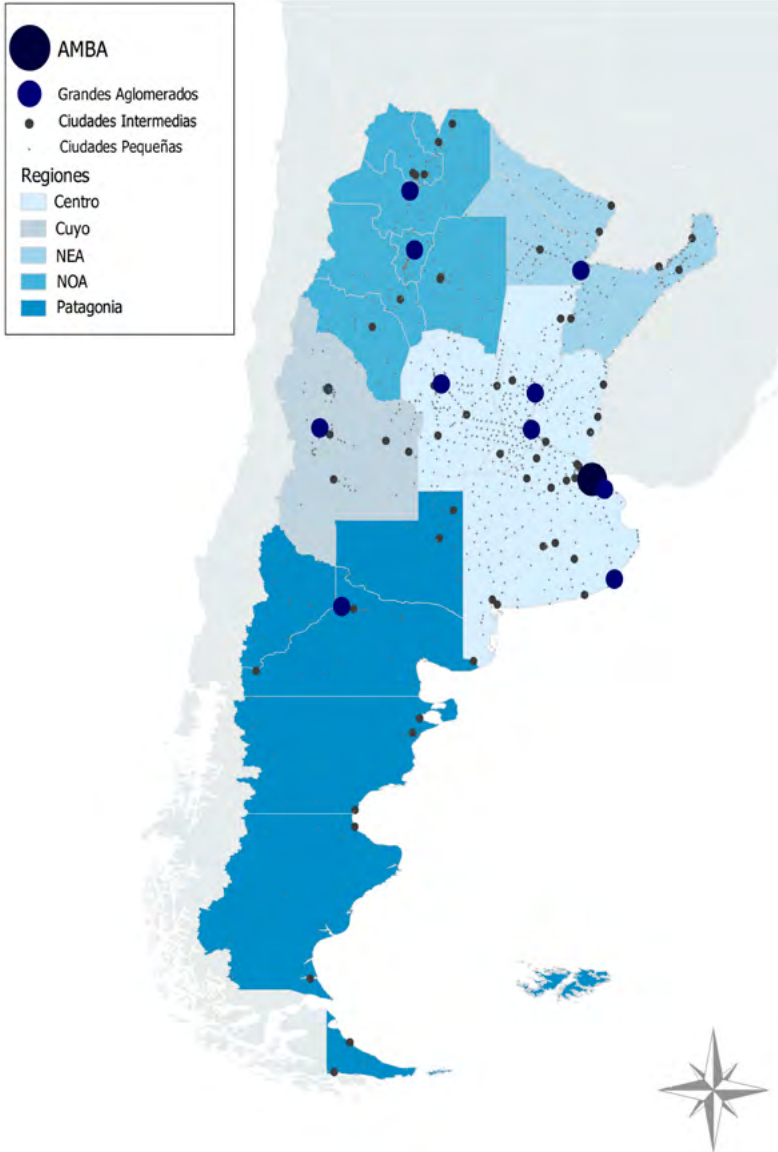 AMBA
Grandes Aglomerados
Ciudades Intermedias
Ciudades Pequeñas
Regiones
Centro
Cuyo
NEA
NOA
Patagonia